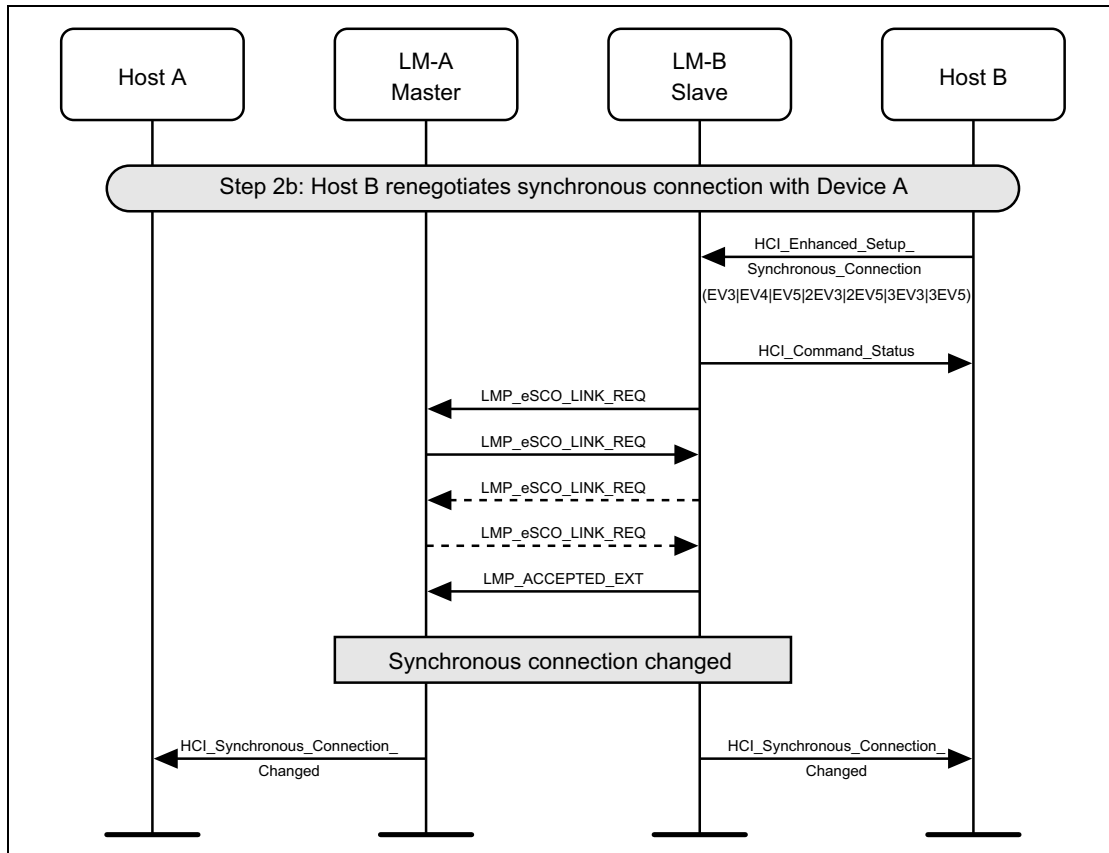 Host A
LM-A
Master
LM-B
Slave
Host B
Step 2b: Host B renegotiates synchronous connection with Device A
HCI_Enhanced_Setup_
Synchronous_Connection
(EV3|EV4|EV5|2EV3|2EV5|3EV3|3EV5)
HCI_Command_Status
LMP_eSCO_LINK_REQ
LMP_eSCO_LINK_REQ
LMP_eSCO_LINK_REQ
LMP_eSCO_LINK_REQ
LMP_ACCEPTED_EXT
Synchronous connection changed
HCI_Synchronous_Connection_
Changed
HCI_Synchronous_Connection_
Changed